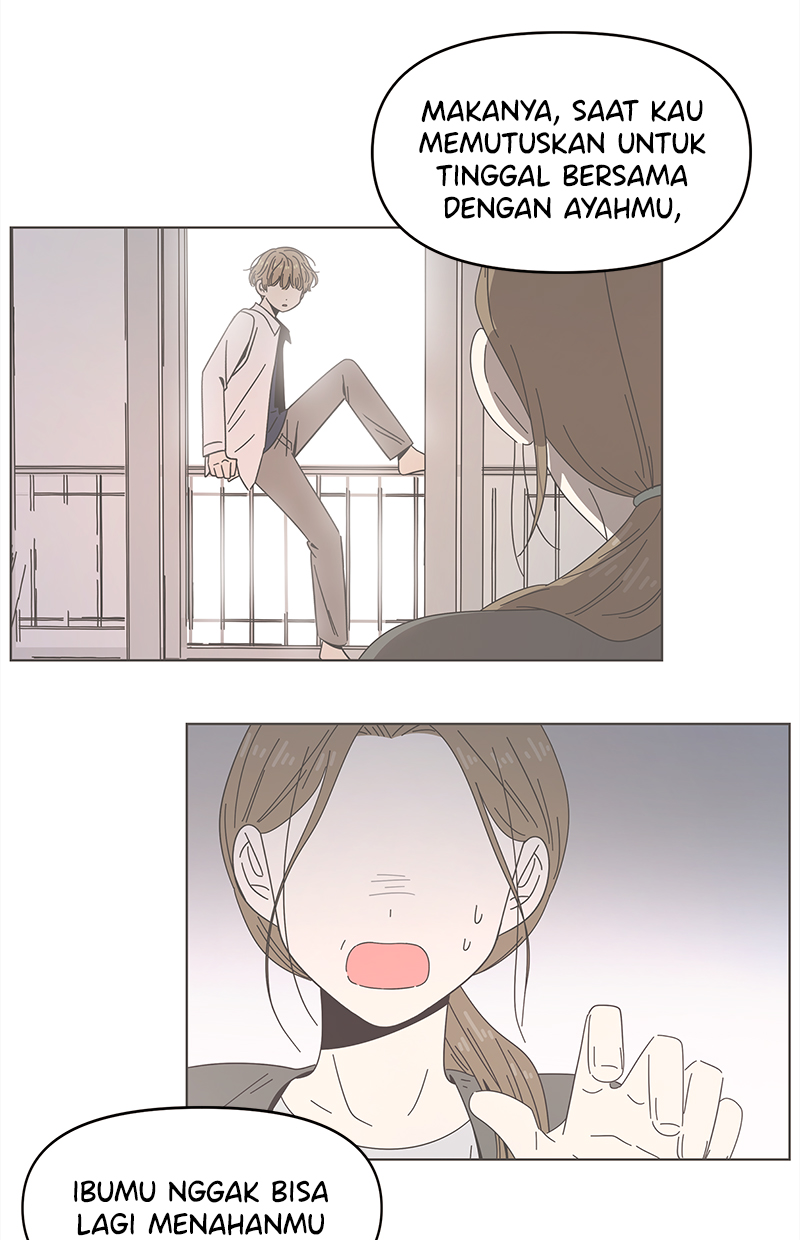 MAKANYA, SAAT KAU
MEMUTUSKAN UNTUK
TINGGAL BERSAMA
DENGAN AYAHMU,
IBUMU NGGAK BISA
LAGI MENAHANMU